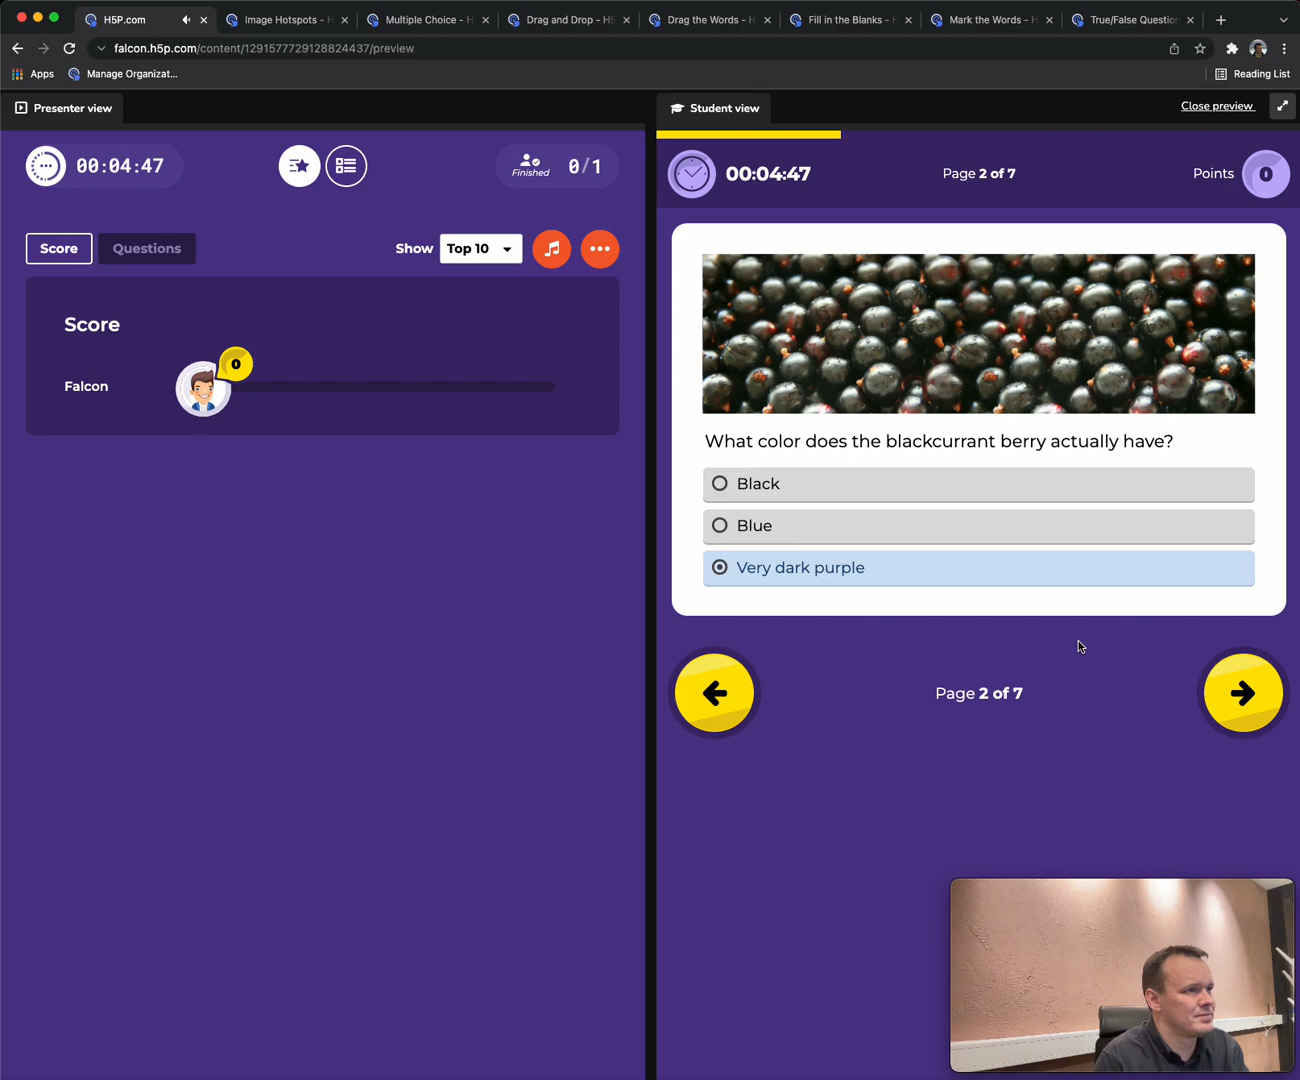 H5P.com
Image Hotspots - H
Multiple Choice - H
Drag and Drop - H5
Drag the Words - H
Fill in the Blanks - H
Mark the Words - H
True/False Question
falcon.h5p.com/content/1291577729128824437/preview
Apps
Manage Organizat...
Reading List
Presenter view
Student view
Close preview
00:04:47
Finished
0/1
00:04:47
Page 2 of 7
Points
0
Score
Questions
Show
Top 10
Score
Falcon
0
What color does the blackcurrant berry actually have?
Black
Blue
Very dark purple
Page 2 of 7